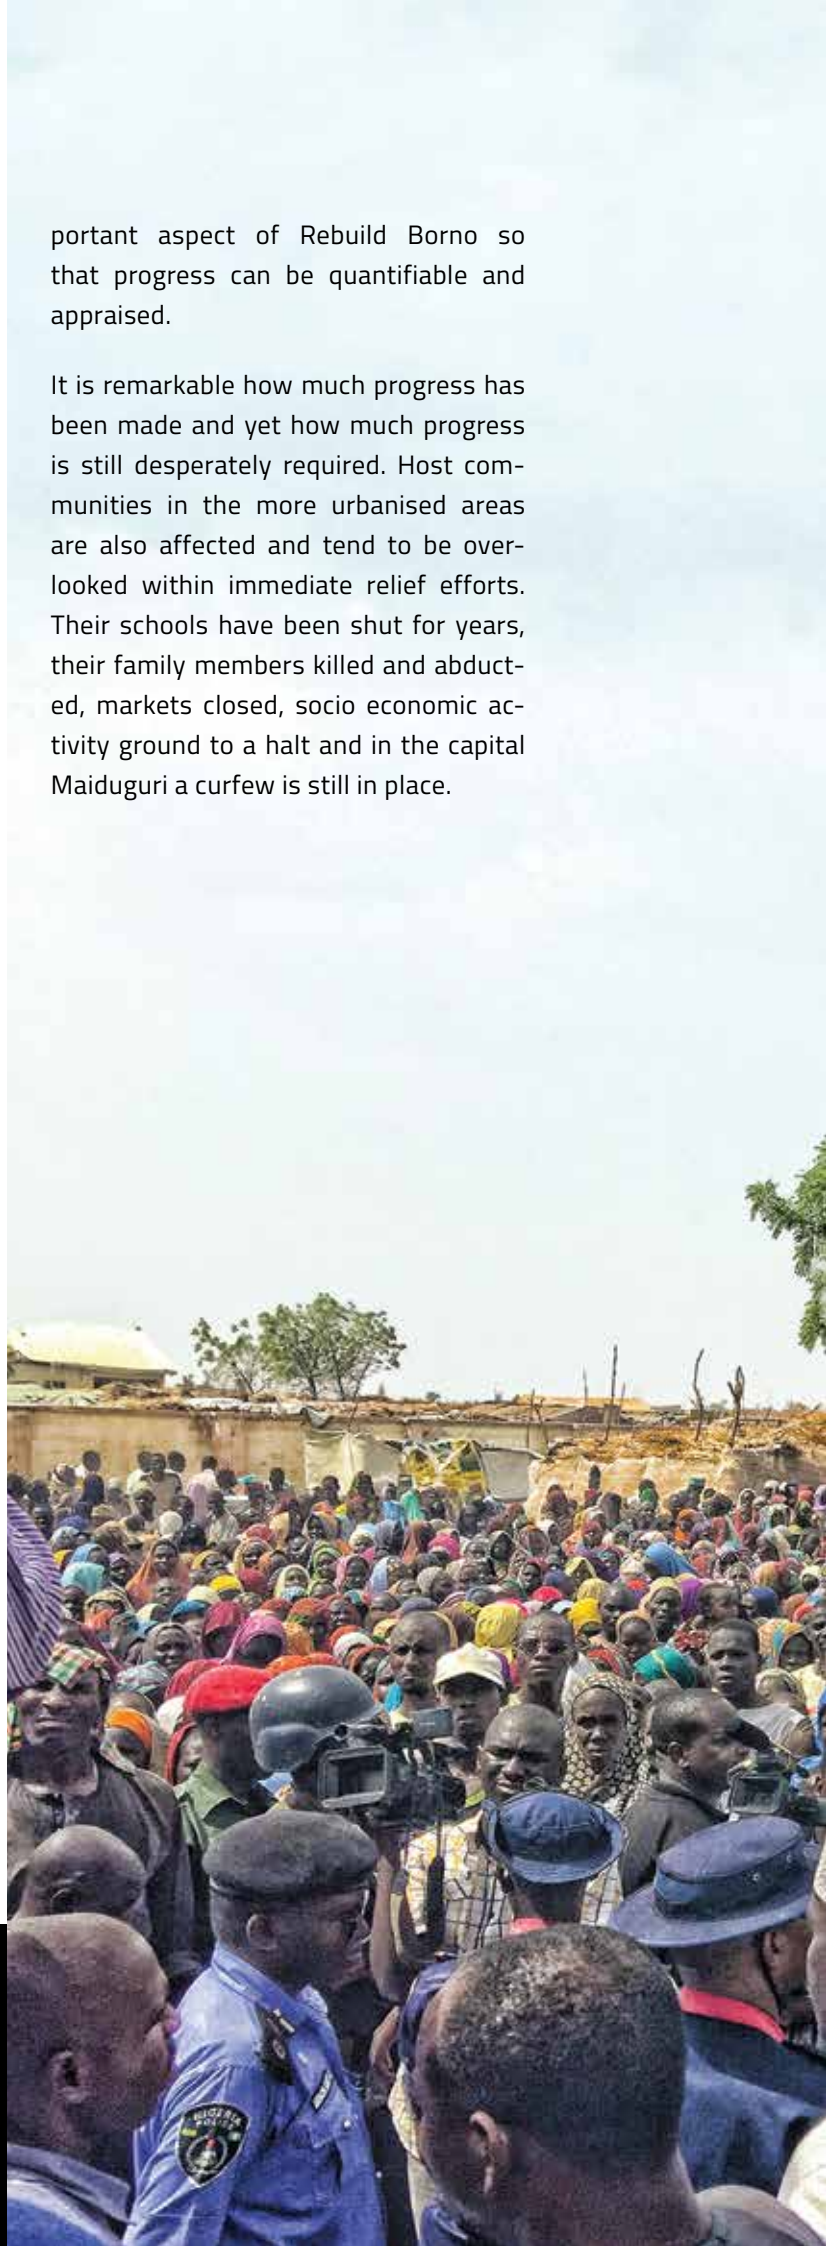 portant aspect of Rebuild Borno so
that progress can be quantifiable and
appraised.
It is remarkable how much progress has
been made and yet how much progress
is still desperately required. Host com-
munities in the more urbanised areas
are also affected and tend to be over-
looked within immediate relief efforts.
Their schools have been shut for years,
their family members killed and abduct-
ed, markets closed, socio economic ac-
tivity ground to a halt and in the capital
Maiduguri a curfew is still in place.
NIGERIA
POLICE